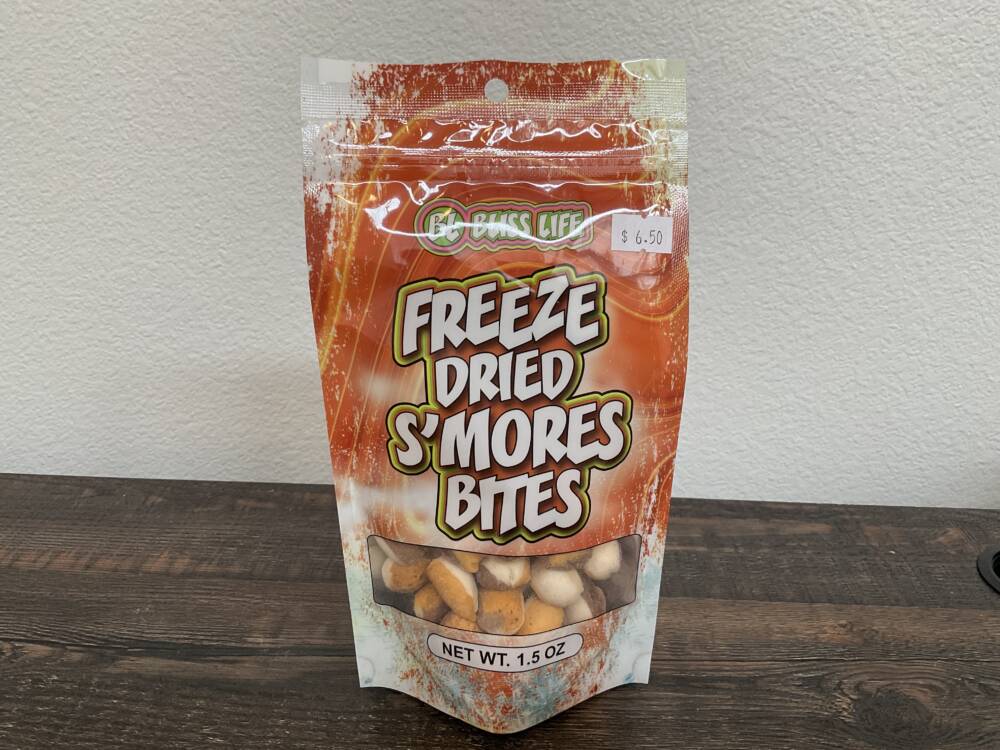 BL BLISS LIFE
$ 6.50
FREEZE
DRIED
S'MORES
BITES
NET WT. 1.5 OZ